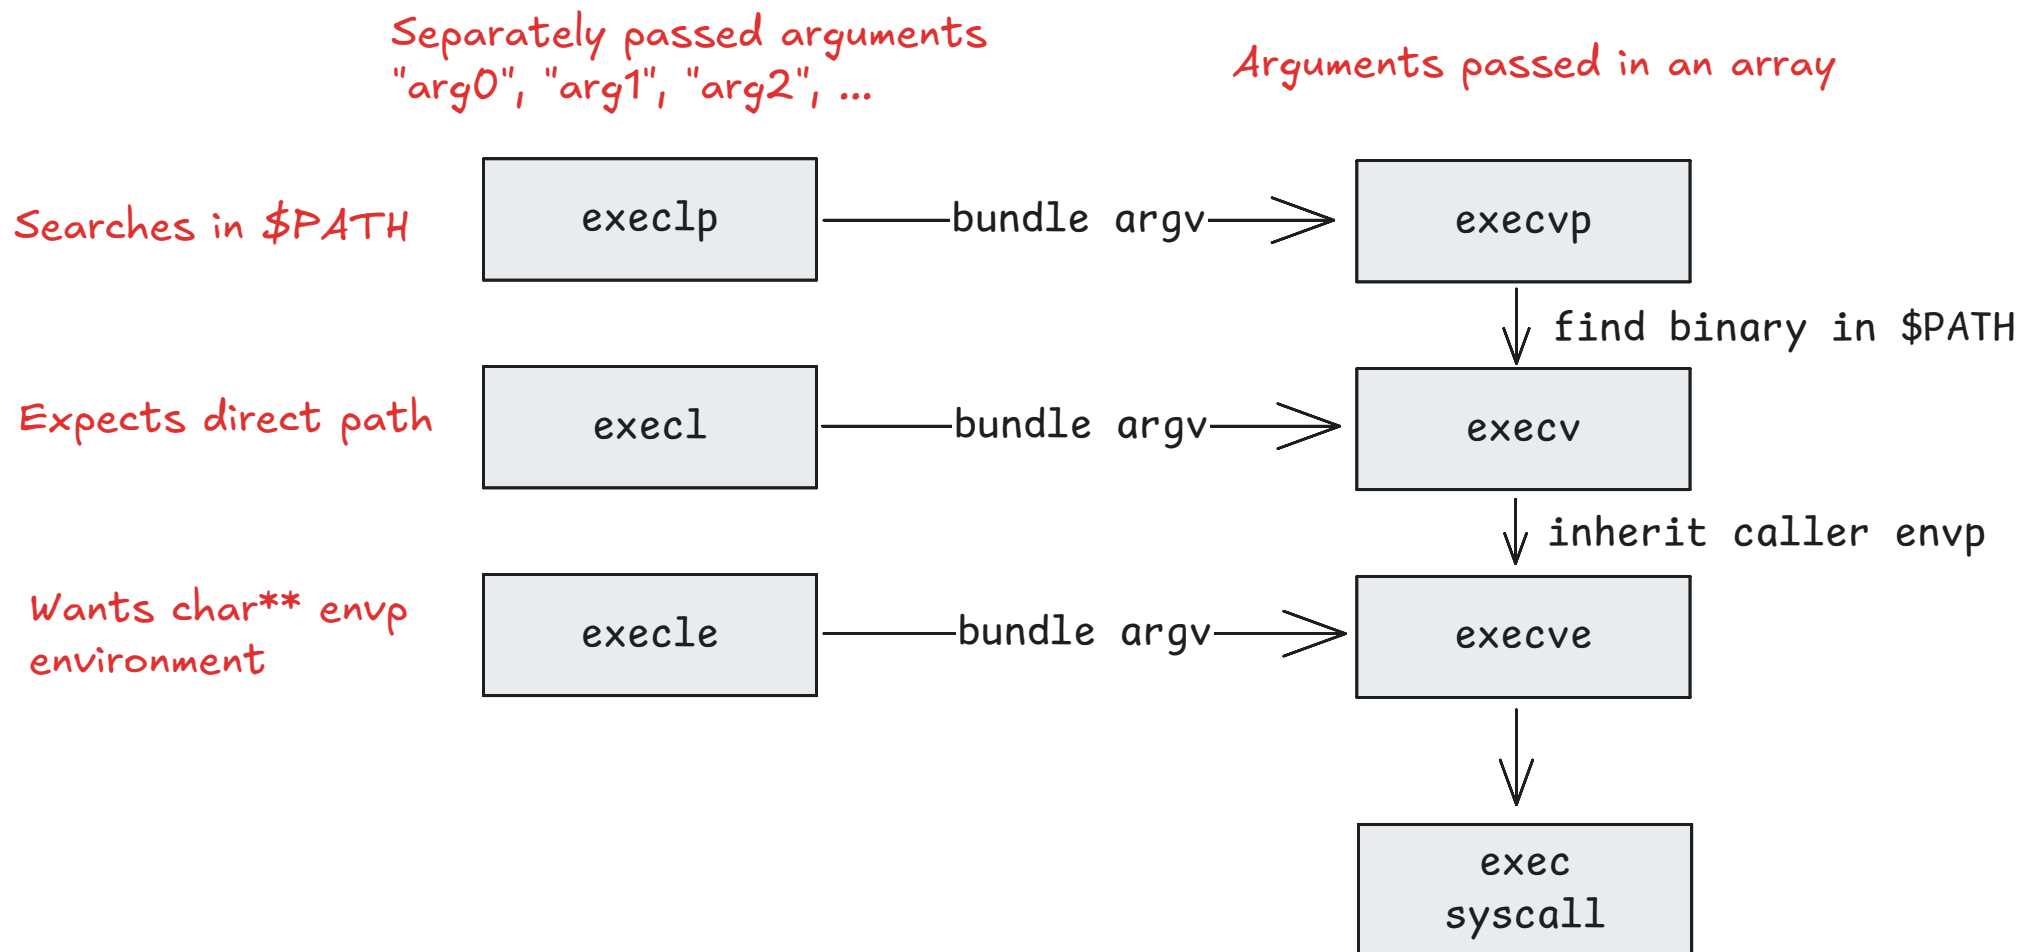 Separately passed arguments
"arg0", "arg1", "arg2", ...
Arguments passed in an array
Searches in $PATH
execlp
bundle argv
execvp
find binary in $PATH
Expects direct path
execl
bundle argv
execv
inherit caller envp
Wants char** envp
environment
execle
bundle argv
execve
exec
syscall